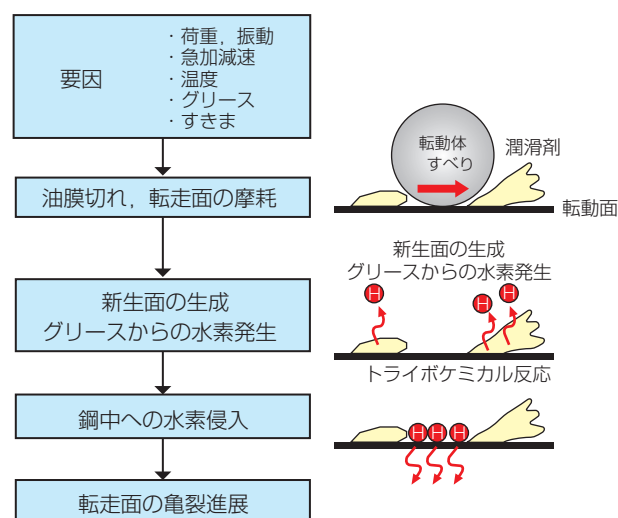 要因
・荷重，振動
・急加減速
・温度
・グリース
・すきま
油膜切れ，転走面の摩耗
新生面の生成
グリースからの水素発生
鋼中への水素侵入
転走面の亀裂進展
転動体
すべり
潤滑剤
転動面
新生面の生成
グリースからの水素発生
H
H
H
トライボケミカル反応
H H H